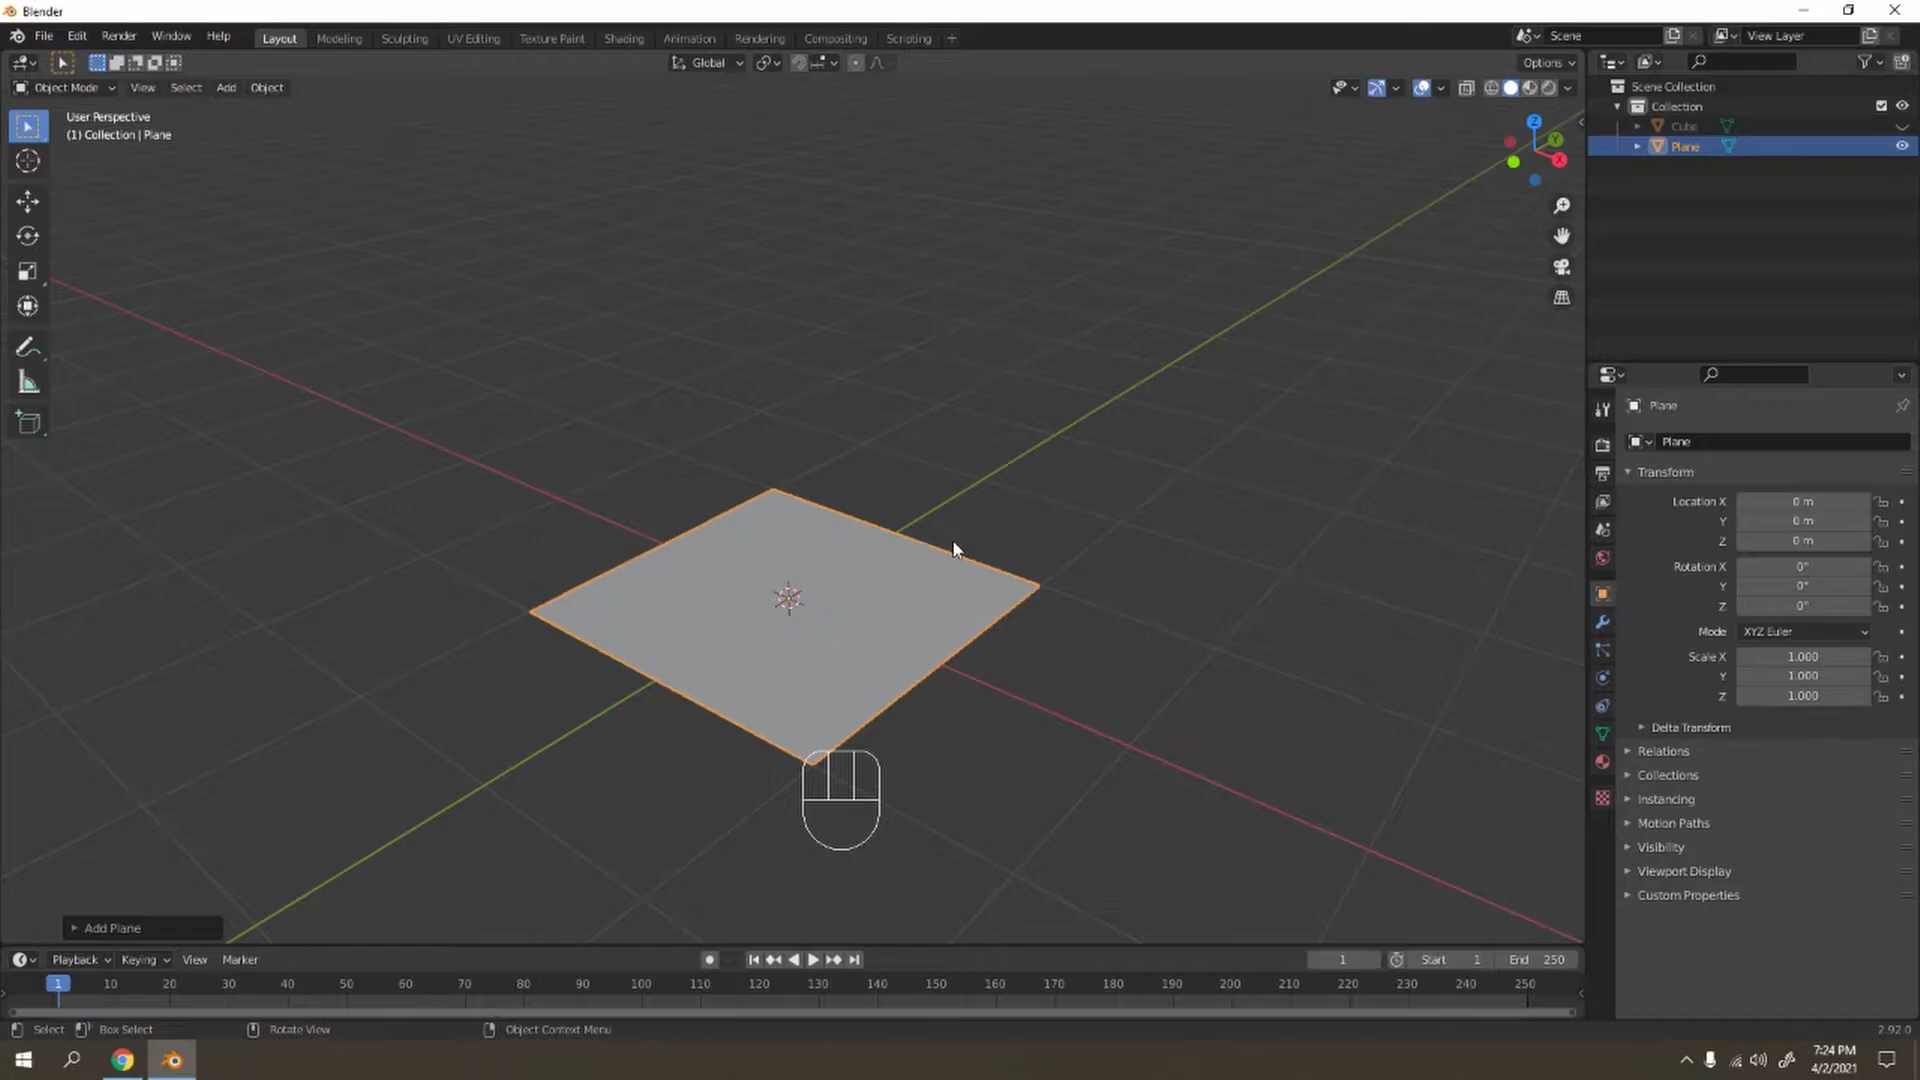 Blender
File Edit Render Window Help Layout Modeling Sculpting UV Editing Texture Paint Shading Animation Rendering Compositing Scripting + Scene View Layer
Global Options
Object Mode View Select Add Object
User Perspective
(1) Collection | Plane
Z
Y
X
Scene Collection
Collection
Cube
Plane
Plane
Plane
Transform
Location X 0 m
Y 0 m
Z 0 m
Rotation X 0°
Y 0°
Z 0°
Mode XYZ Euler
Scale X 1.000
Y 1.000
Z 1.000
Delta Transform
Relations
Collections
Instancing
Motion Paths
Visibility
Viewport Display
Custom Properties
Add Plane
Playback Keying View Marker 1 Start 1 End 250
1 10 20 30 40 50 60 70 80 90 100 110 120 130 140 150 160 170 180 190 200 210 220 230 240 250
Select Box Select Rotate View Object Context Menu 2.92.0
7:24 PM
4/2/2021